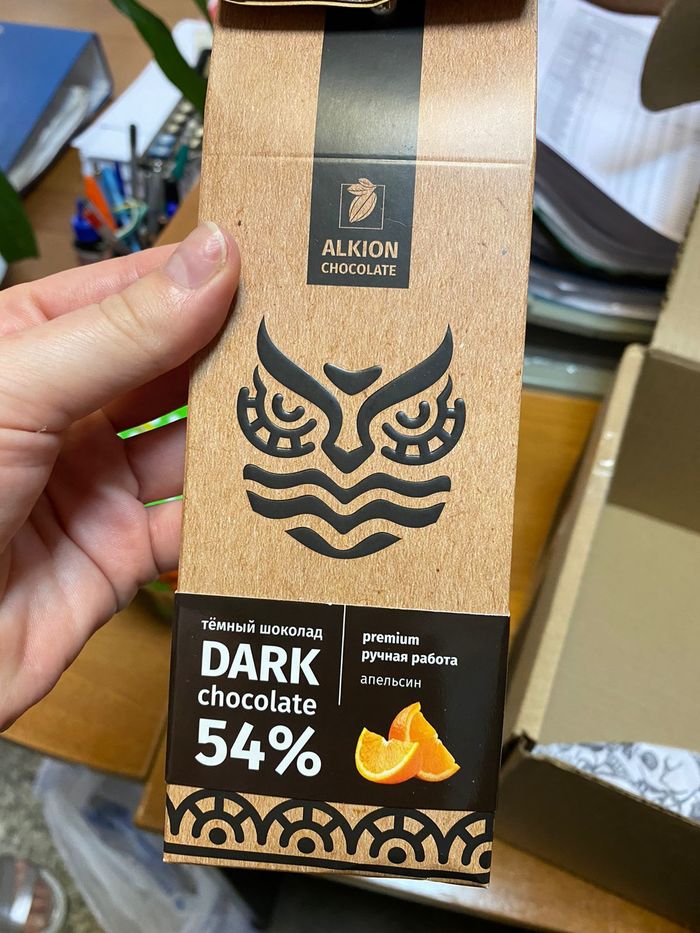 ALKION
CHOCOLATE
тёмный шоколад
DARK
chocolate
54%
premium
ручная работа
апельсин